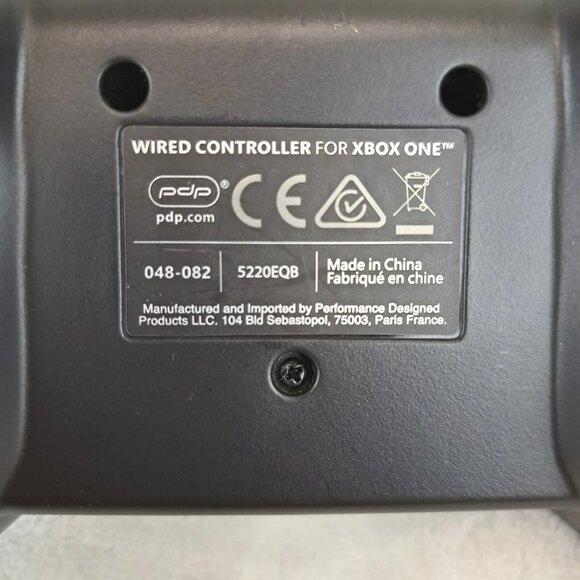 WIRED CONTROLLER FOR XBOX ONE™
pdp®
pdp.com
CE
048-082
5220EQB
Made in China
Fabriqué en chine
Manufactured and Imported by Performance Designed
Products LLC. 104 Bld Sebastopol, 75003, Paris France.